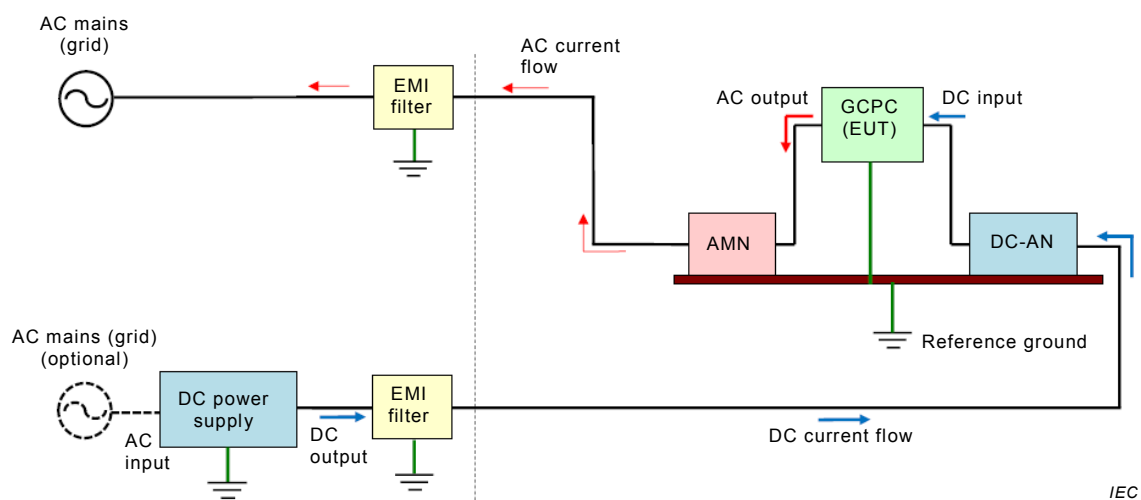 AC mains
(grid)
EMI
filter
AC current
flow
AC output
GCPC
(EUT)
DC input
AMN
DC-AN
Reference ground
AC mains (grid)
(optional)
AC
input
DC power
supply
DC
output
EMI
filter
DC current flow
IEC